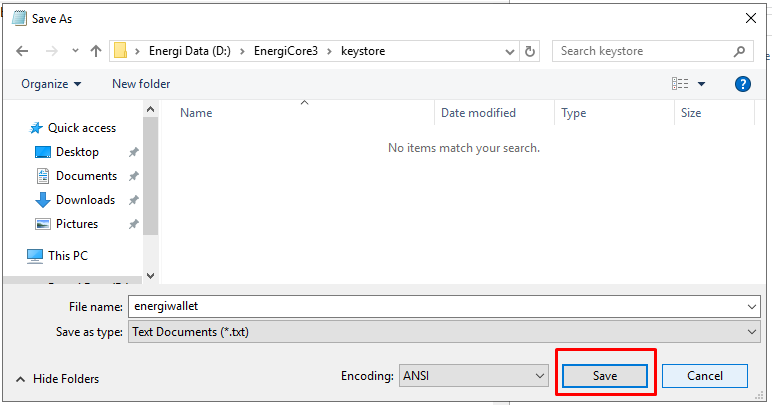 Save As
Energi Data (D:) EnergiCore3 keystore
Search keystore
Organize New folder
Name Date modified Type Size
No items match your search.
Quick access
Desktop
Documents
Downloads
Pictures
This PC
File name: energiwallet
Save as type: Text Documents (*.txt)
Hide Folders Encoding: ANSI Save Cancel